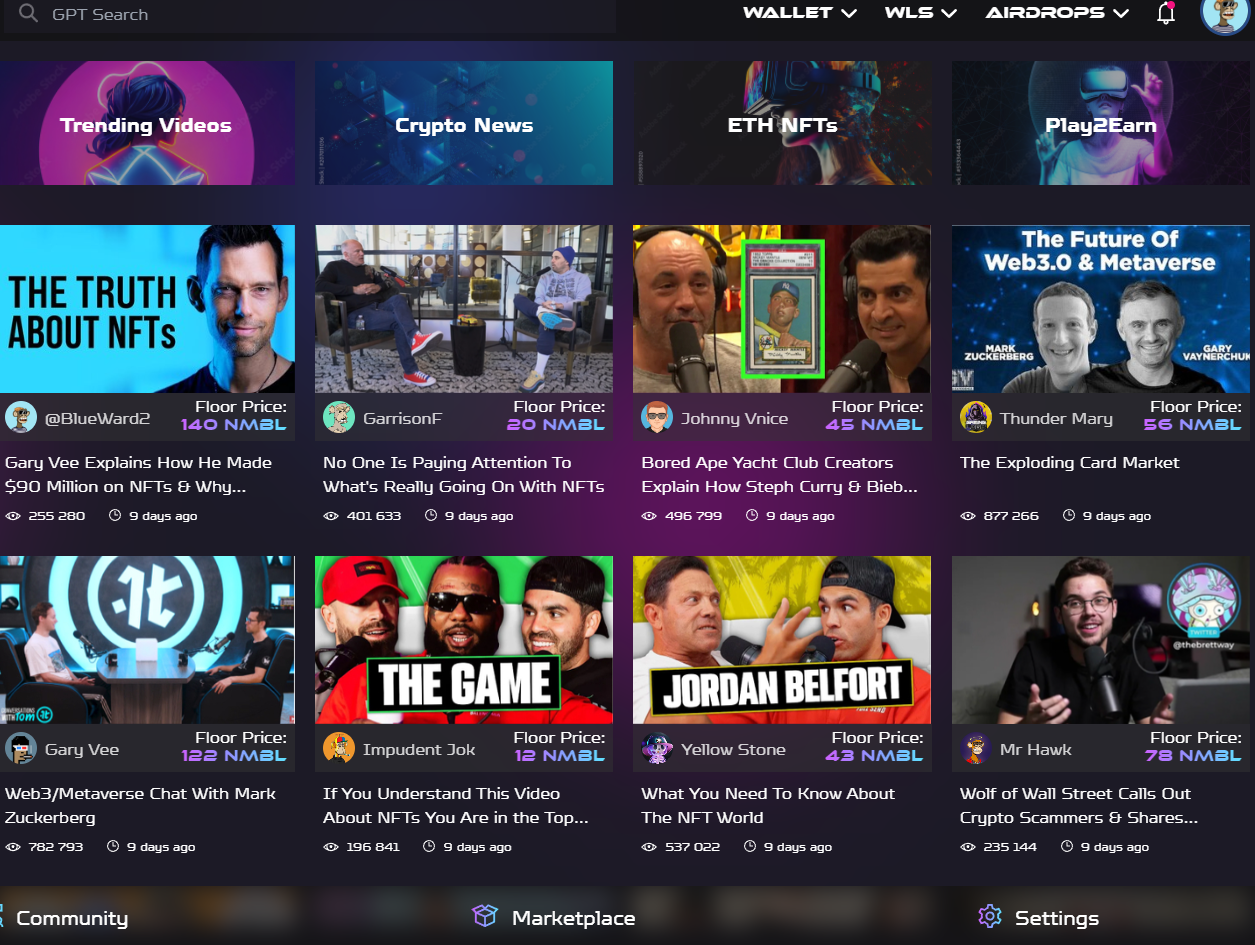 GPT Search
WALLET
WLS
AIRDROPS
Trending Videos
Crypto News
ETH NFTs
Play2Earn
THE TRUTH
ABOUT NFTs
The Future Of
Web3.0 & Metaverse
MARK
ZUCKERBERG
GARY
VAYNERCHUK
@BlueWard2
Floor Price:
140 NMBL
GarrisonF
Floor Price:
20 NMBL
Johnny Vnice
Floor Price:
45 NMBL
Thunder Mary
Floor Price:
56 NMBL
Gary Vee Explains How He Made
$90 Million on NFTs & Why...
255 280
9 days ago
No One Is Paying Attention To
What's Really Going On With NFTs
401 633
9 days ago
Bored Ape Yacht Club Creators
Explain How Steph Curry & Bieb...
496 799
9 days ago
The Exploding Card Market
877 266
9 days ago
CONVERSATIONS
WITH TOM
THE GAME
JORDAN BELFORT
TWITTER
@thebrettway
Gary Vee
Floor Price:
122 NMBL
Impudent Jok
Floor Price:
12 NMBL
Yellow Stone
Floor Price:
43 NMBL
Mr Hawk
Floor Price:
78 NMBL
Web3/Metaverse Chat With Mark
Zuckerberg
782 793
9 days ago
If You Understand This Video
About NFTs You Are in the Top...
196 841
9 days ago
What You Need To Know About
The NFT World
537 022
9 days ago
Wolf of Wall Street Calls Out
Crypto Scammers & Shares...
235 144
9 days ago
Community
Marketplace
Settings